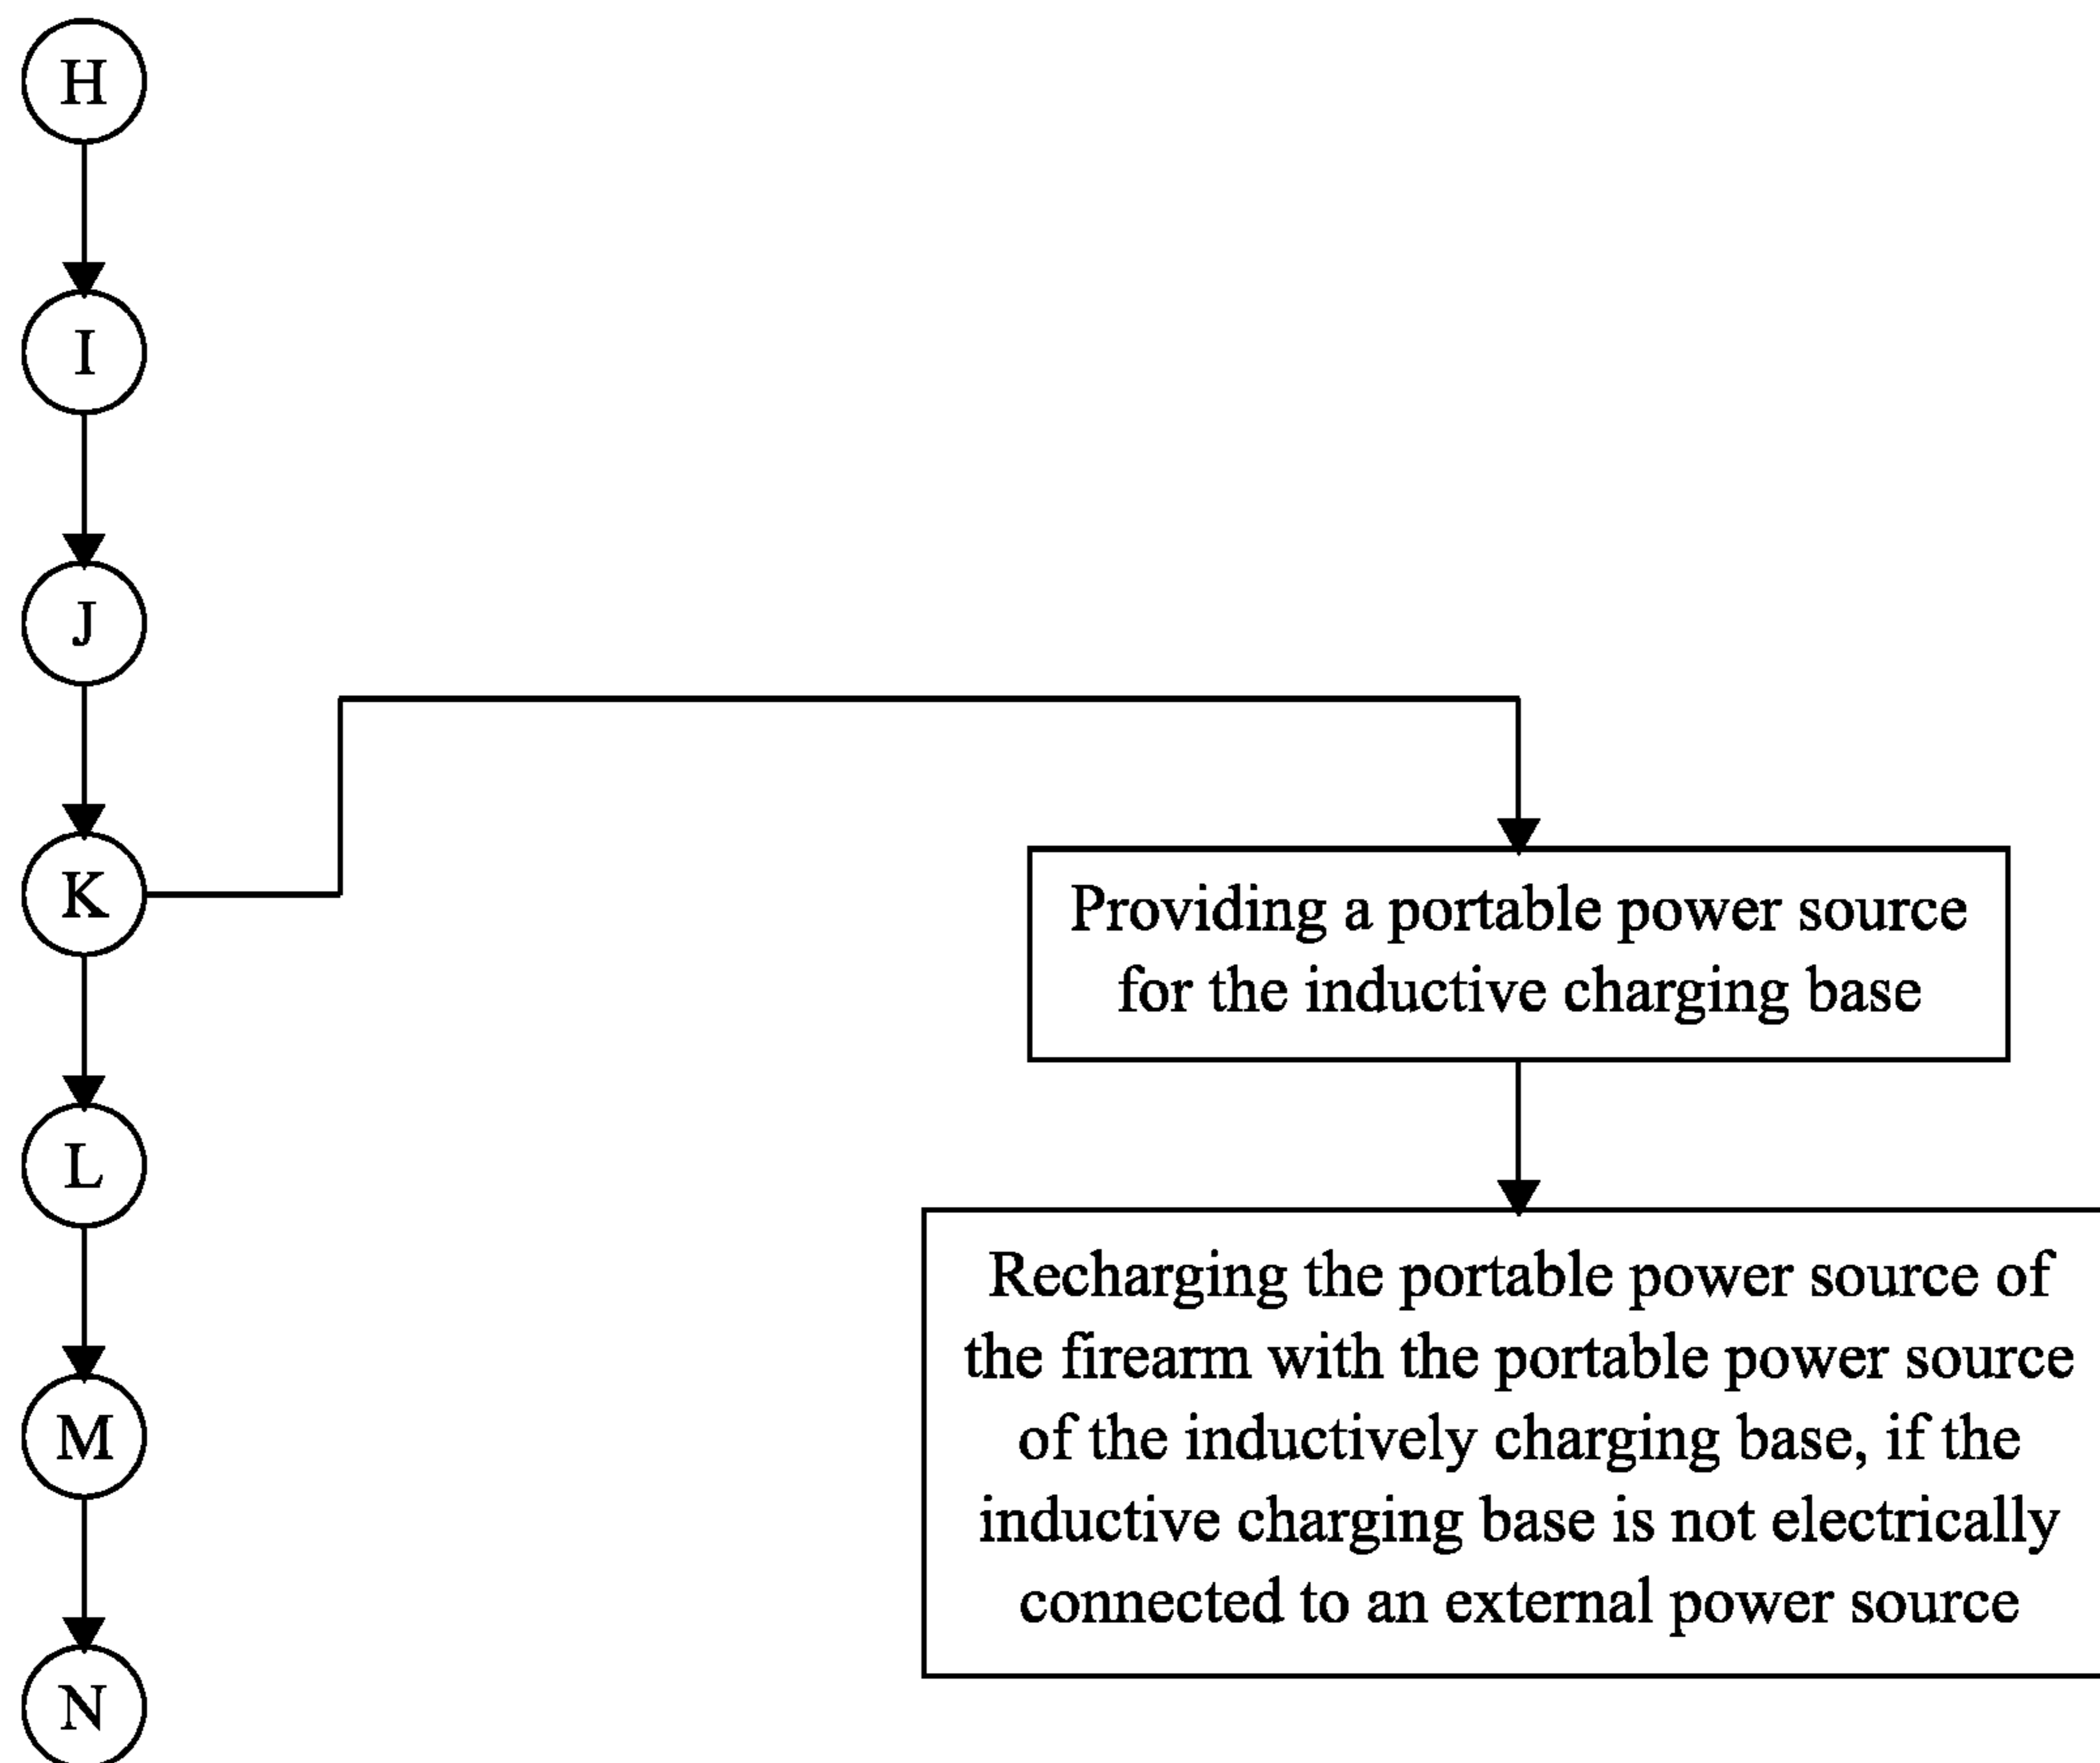 H
I
J
K
Providing a portable power source
for the inductive charging base
L
Recharging the portable power source of
the firearm with the portable power source
of the inductively charging base, if the
inductive charging base is not electrically
connected to an external power source
M
N